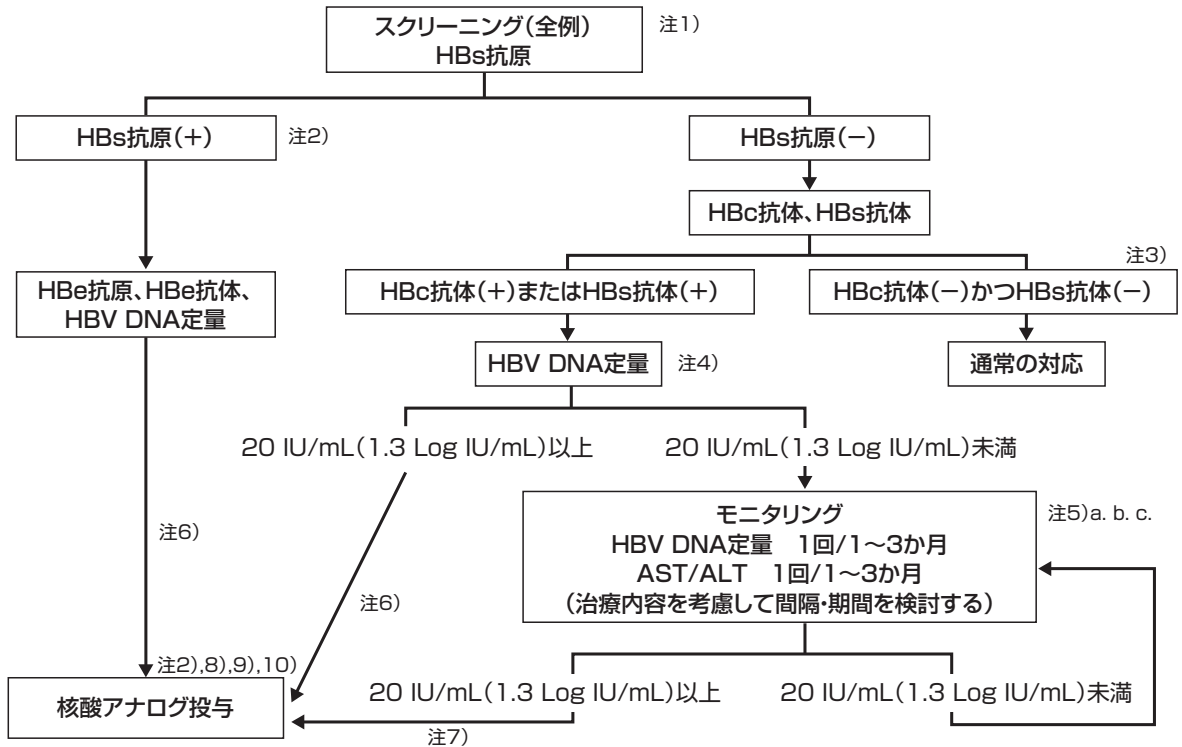 スクリーニング(全例)
HBs抗原
注1)
HBs抗原(+)
注2)
HBs抗原(-)
HBc抗体、HBs抗体
注3)
HBe抗原、HBe抗体、
HBV DNA定量
HBc抗体(+)またはHBs抗体(+)
HBc抗体(-)かつHBs抗体(-)
HBV DNA定量
注4)
通常の対応
20 IU/mL(1.3 Log IU/mL)以上
20 IU/mL(1.3 Log IU/mL)未満
モニタリング
HBV DNA定量 1回/1~3か月
AST/ALT 1回/1~3か月
(治療内容を考慮して間隔・期間を検討する)
注5)a. b. c.
注6)
注6)
注2),8),9),10)
核酸アナログ投与
20 IU/mL(1.3 Log IU/mL)以上
20 IU/mL(1.3 Log IU/mL)未満
注7)